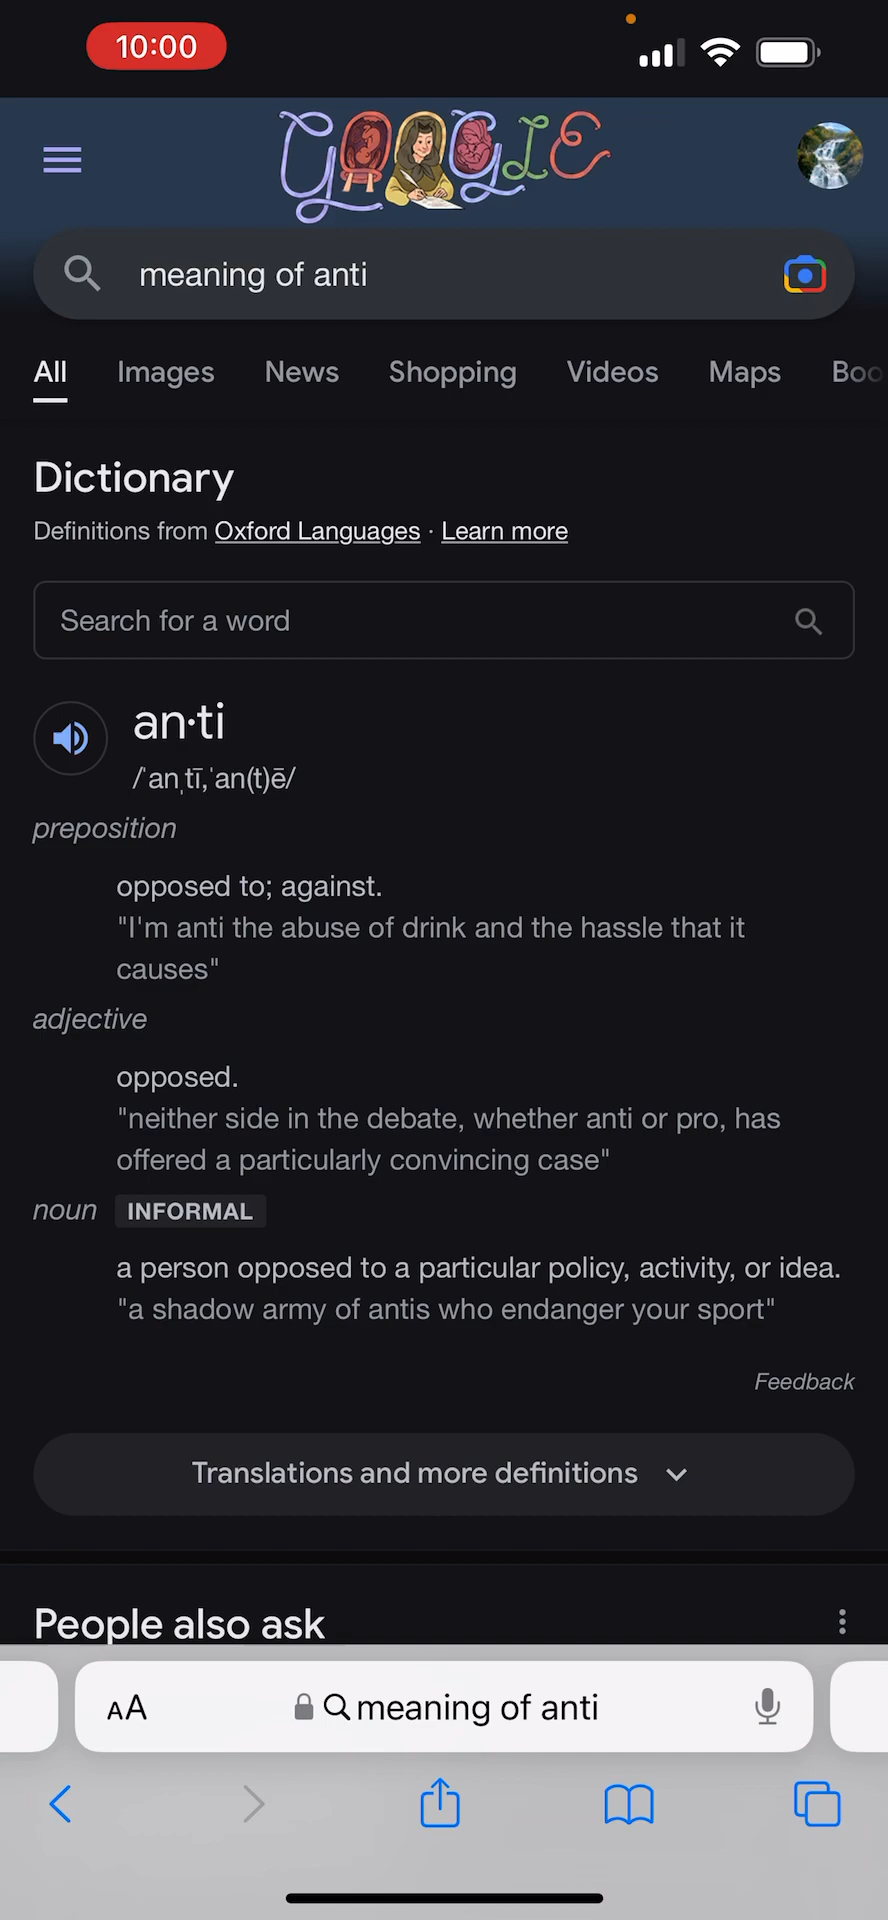 10:00
GOOGLE
meaning of anti
All Images News Shopping Videos Maps Boo
Dictionary
Definitions from Oxford Languages · Learn more
Search for a word
an·ti
/ˈanˌtī,ˈan(t)ē/
preposition
opposed to; against.
"I'm anti the abuse of drink and the hassle that it
causes"
adjective
opposed.
"neither side in the debate, whether anti or pro, has
offered a particularly convincing case"
noun INFORMAL
a person opposed to a particular policy, activity, or idea.
"a shadow army of antis who endanger your sport"
Feedback
Translations and more definitions
People also ask
AA meaning of anti